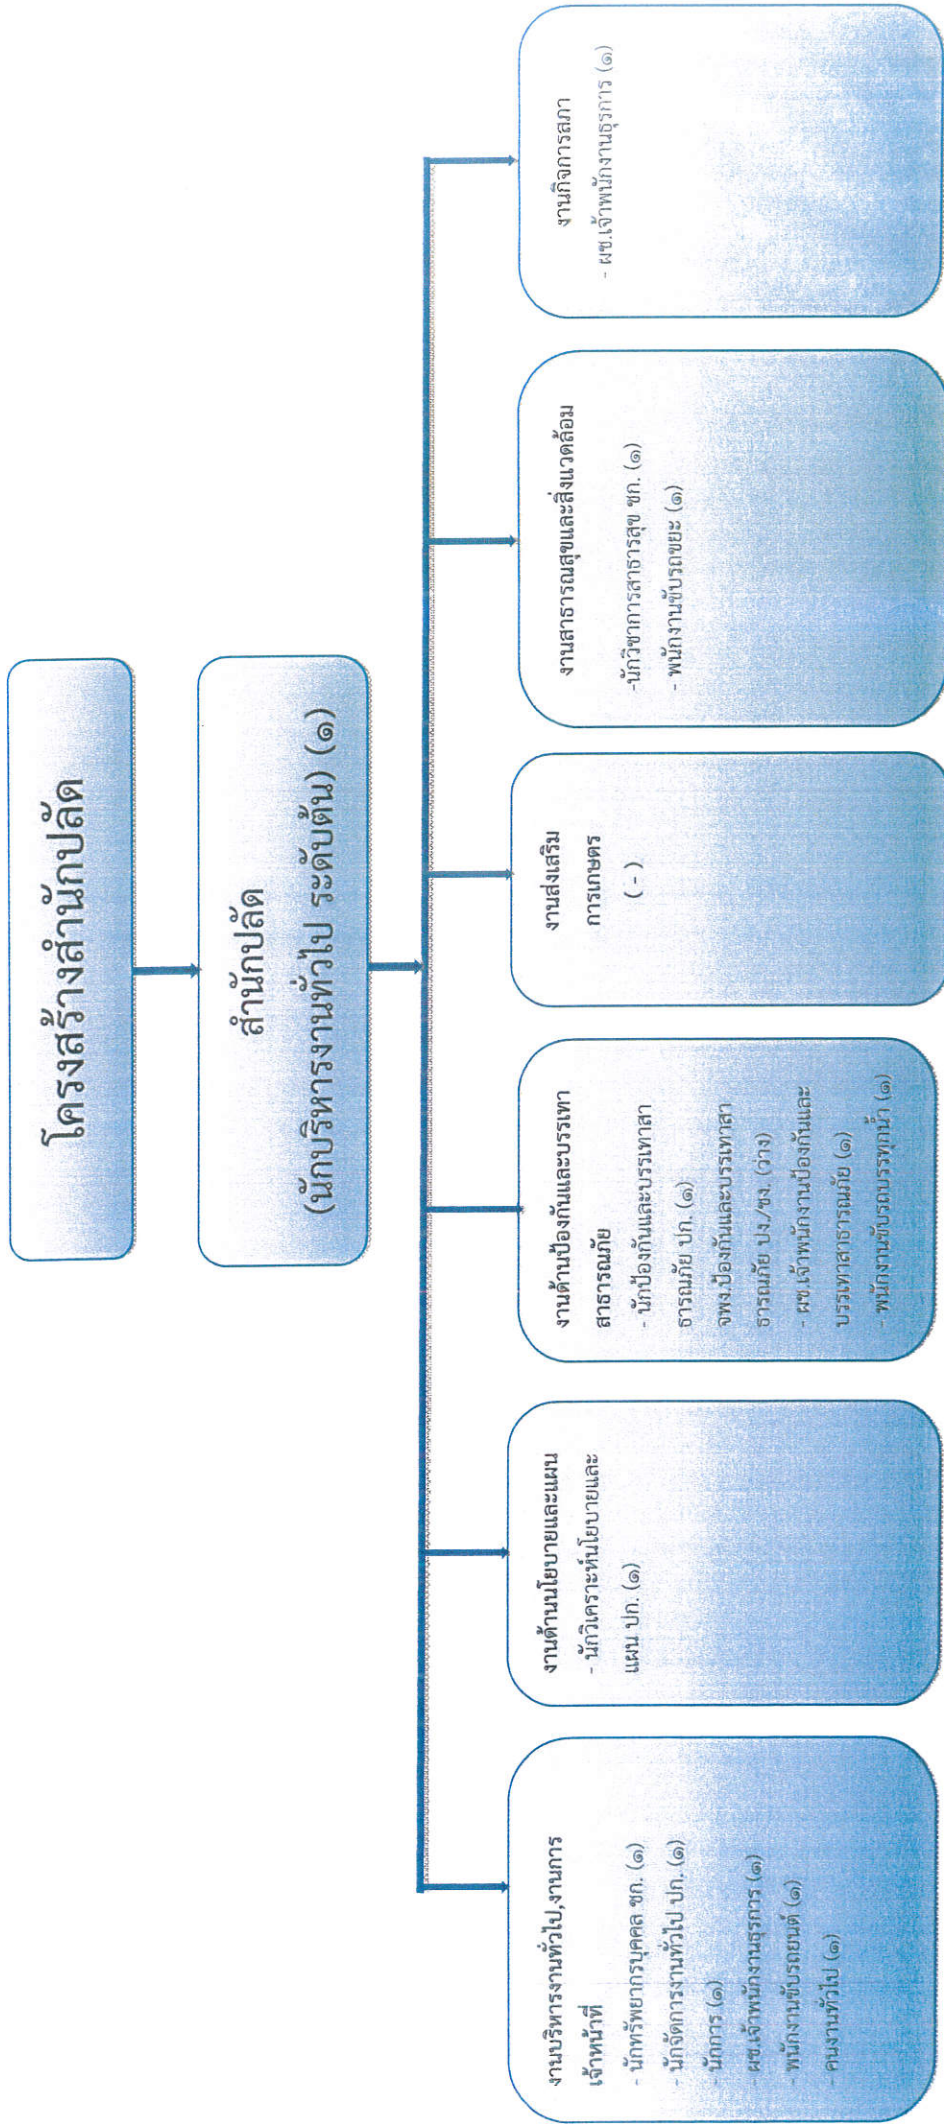 โครงสร้างสำนักปลัด
สำนักปลัด
(นักบริหารงานทั่วไป ระดับต้น) (๑)
งานบริหารงานทั่วไป,งานการ
เจ้าหน้าที่
- นักทรัพยากรบุคคล ชก. (๑)
- นักจัดการงานทั่วไป ปก. (๑)
- นักการ (๑)
- ผช.เจ้าพนักงานธุรการ (๑)
- พนักงานขับรถยนต์ (๑)
- คนงานทั่วไป (๑)
งานด้านนโยบายและแผน
- นักวิเคราะห์นโยบายและ
แผน ปก. (๑)
งานด้านป้องกันและบรรเทา
สาธารณภัย
- นักป้องกันและบรรเทาสา
ธารณภัย ปก. (๑)
จพง.ป้องกันและบรรเทาสา
ธารณภัย ปง./ชง. (ว่าง)
- ผช.เจ้าพนักงานป้องกันและ
บรรเทาสาธารณภัย (๑)
- พนักงานขับรถบรรทุกน้ำ (๑)
งานส่งเสริม
การเกษตร
( - )
งานสาธารณสุขและสิ่งแวดล้อม
-นักวิชาการสาธารสุข ชก. (๑)
- พนักงานขับรถขยะ (๑)
งานกิจการสภา
- ผช.เจ้าพนักงานธุรการ (๑)